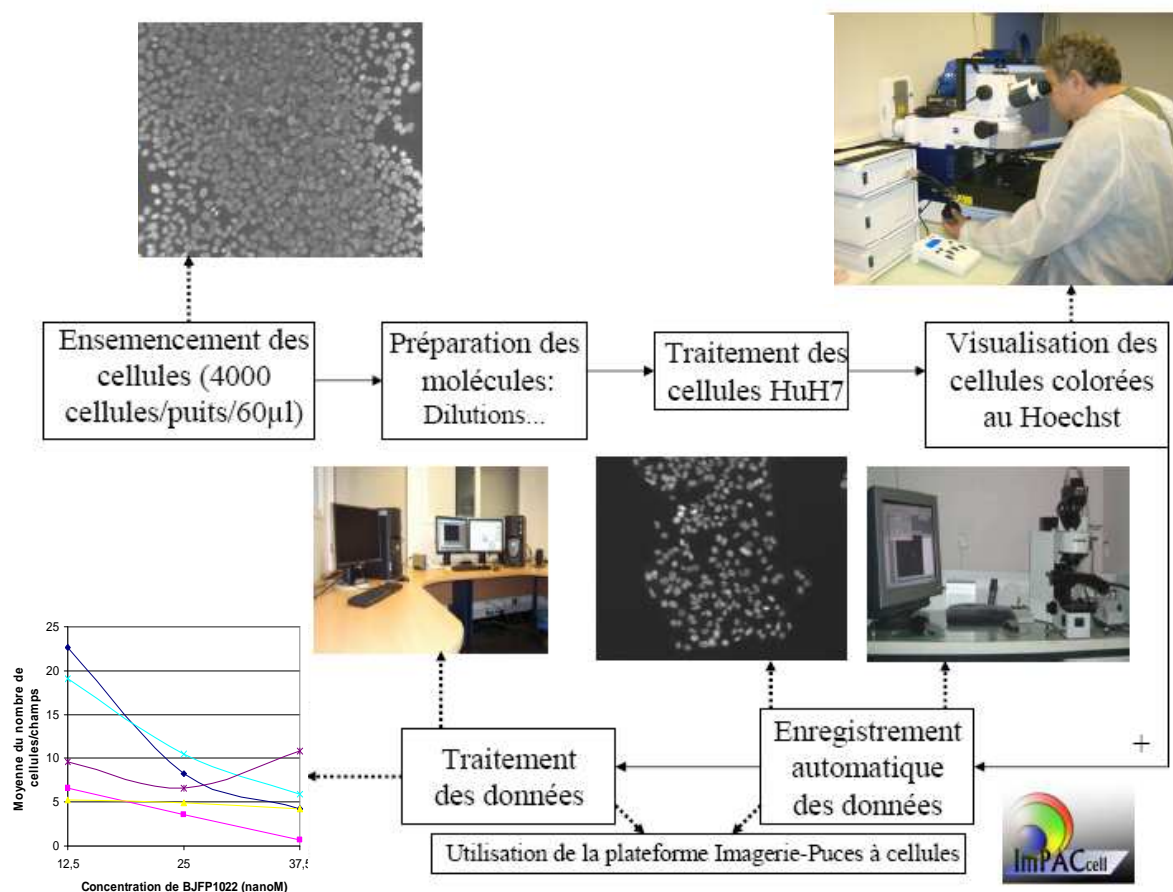 Ensemencement des
cellules (4000
cellules/puits/60µl)
Préparation des
molécules:
Dilutions...
Traitement des
cellules HuH7
Visualisation des
cellules colorées
au Hoechst
+
Enregistrement
automatique
des données
Traitement
des données
Utilisation de la plateforme Imagerie-Puces à cellules
ImPACcell
Moyenne du nombre de
cellules/champs
25
20
15
10
5
0
12,5
25
37,5
Concentration de BJFP1022 (nanoM)